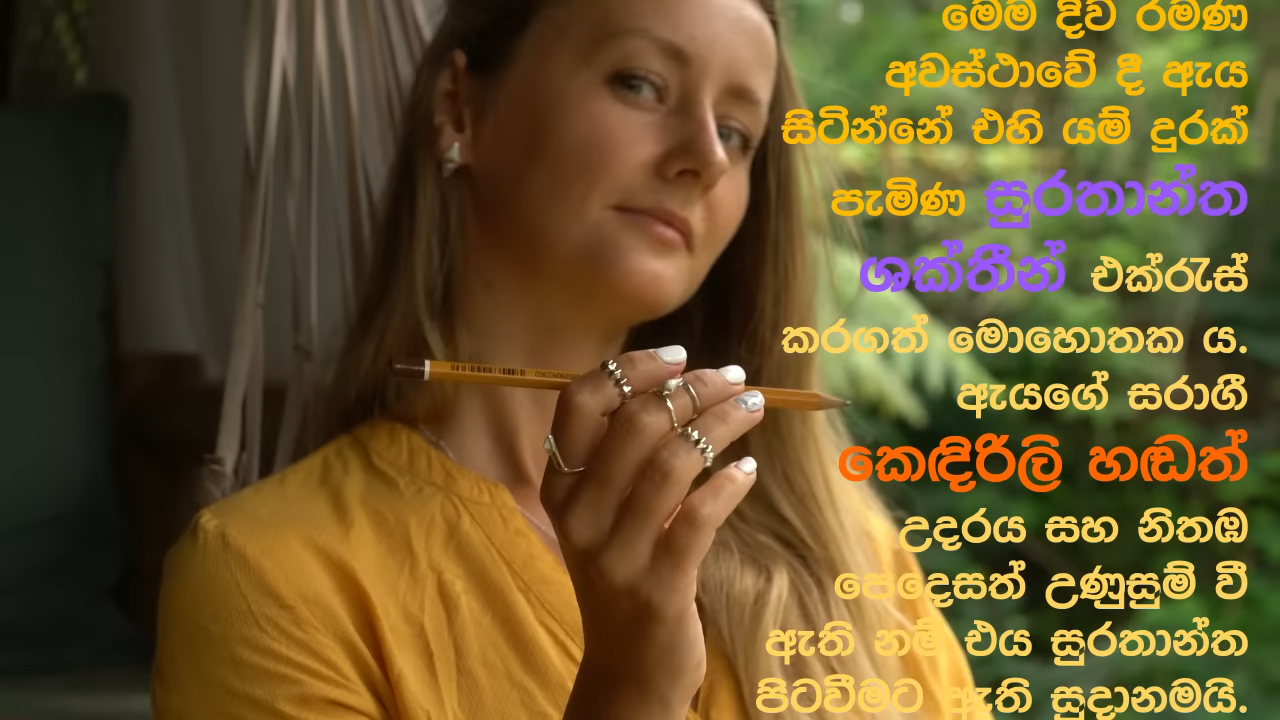 මෙම දිව රමණ
අවස්ථාවේ දී ඇය
සිටින්නේ එහි යම් දුරක්
පැමිණ සුරතාන්ත
ශක්තීන් එක්රැස්
කරගත් මොහොතක ය.
ඇයගේ සරාගී
කෙඳිරිලි හඬත්
උදරය සහ නිතඹ
පෙදෙසත් උණුසුම් වී
ඇති නම් එය සුරතාන්ත
පිටවීමට ඇති සුදානමයි.